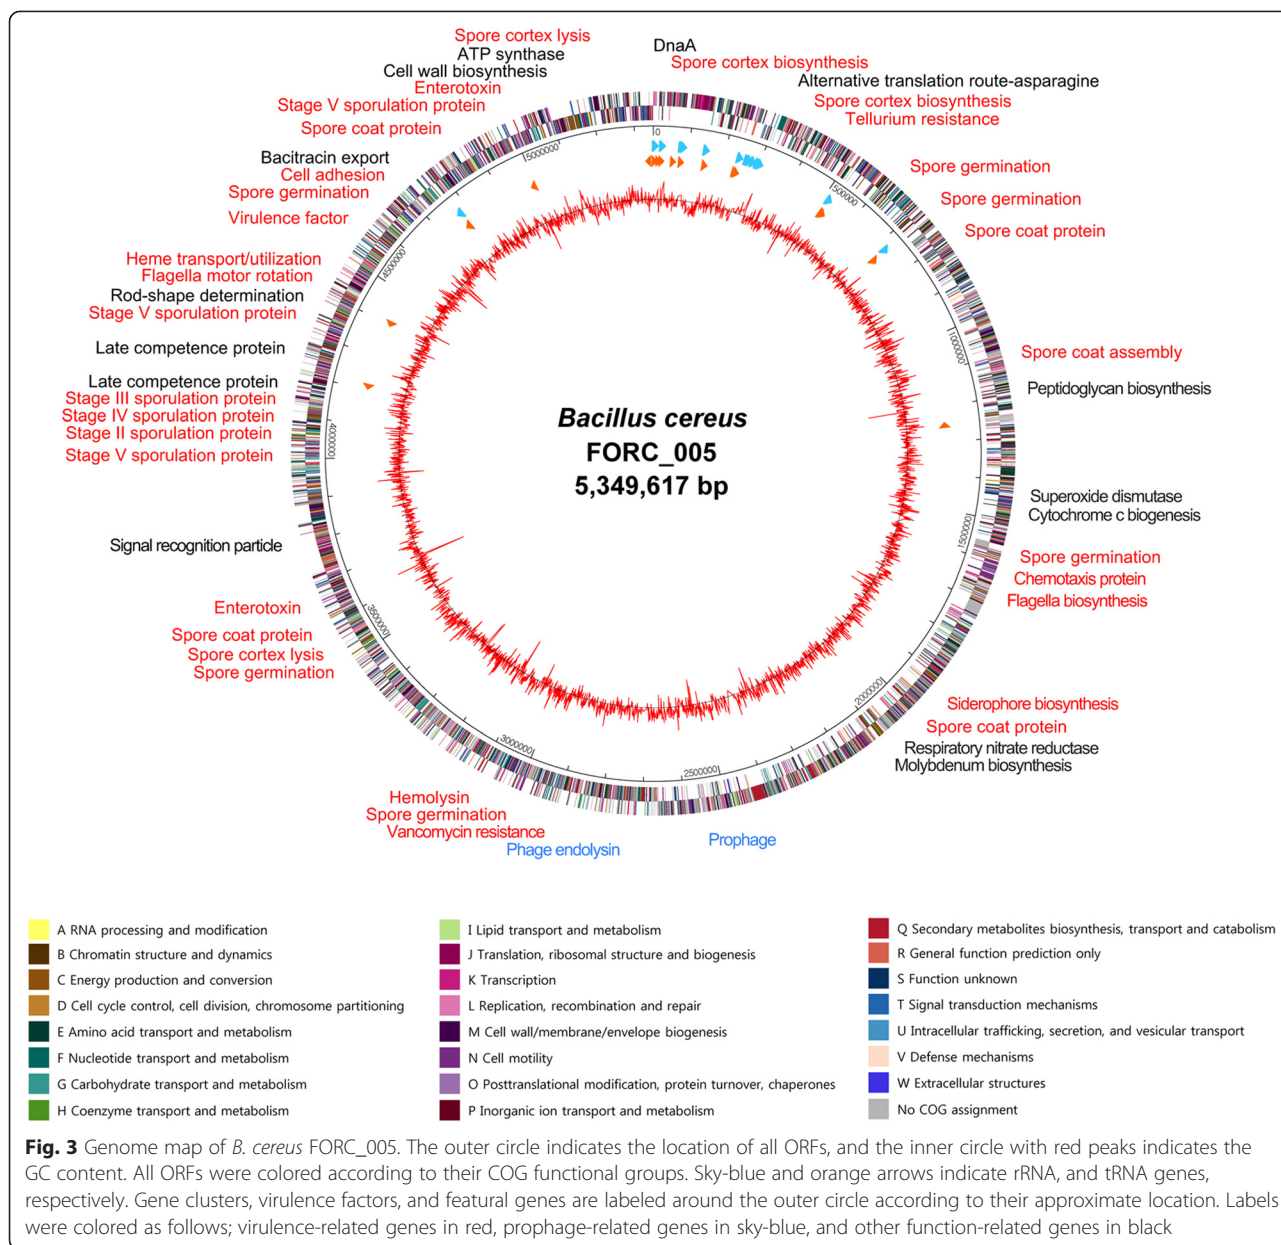 Spore cortex lysis
ATP synthase
Cell wall biosynthesis
Enterotoxin
Stage V sporulation protein
Spore coat protein
Bacitracin export
Cell adhesion
Spore germination
Virulence factor
Heme transport/utilization
Flagella motor rotation
Rod-shape determination
Stage V sporulation protein
Late competence protein
Late competence protein
Stage III sporulation protein
Stage IV sporulation protein
Stage II sporulation protein
Stage V sporulation protein
Signal recognition particle
Enterotoxin
Spore coat protein
Spore cortex lysis
Spore germination
Hemolysin
Spore germination
Vancomycin resistance
Phage endolysin
Prophage
DnaA
Spore cortex biosynthesis
Alternative translation route-asparagine
Spore cortex biosynthesis
Tellurium resistance
Spore germination
Spore germination
Spore coat protein
Spore coat assembly
Peptidoglycan biosynthesis
Superoxide dismutase
Cytochrome c biogenesis
Spore germination
Chemotaxis protein
Flagella biosynthesis
Siderophore biosynthesis
Spore coat protein
Respiratory nitrate reductase
Molybdenum biosynthesis
0
500000
1000000
1500000
2000000
2500000
3000000
3500000
4000000
4500000
5000000
Bacillus cereus
FORC_005
5,349,617 bp
A RNA processing and modification
B Chromatin structure and dynamics
C Energy production and conversion
D Cell cycle control, cell division, chromosome partitioning
E Amino acid transport and metabolism
F Nucleotide transport and metabolism
G Carbohydrate transport and metabolism
H Coenzyme transport and metabolism
I Lipid transport and metabolism
J Translation, ribosomal structure and biogenesis
K Transcription
L Replication, recombination and repair
M Cell wall/membrane/envelope biogenesis
N Cell motility
O Posttranslational modification, protein turnover, chaperones
P Inorganic ion transport and metabolism
Q Secondary metabolites biosynthesis, transport and catabolism
R General function prediction only
S Function unknown
T Signal transduction mechanisms
U Intracellular trafficking, secretion, and vesicular transport
V Defense mechanisms
W Extracellular structures
No COG assignment
Fig. 3 Genome map of B. cereus FORC_005. The outer circle indicates the location of all ORFs, and the inner circle with red peaks indicates the
GC content. All ORFs were colored according to their COG functional groups. Sky-blue and orange arrows indicate rRNA, and tRNA genes,
respectively. Gene clusters, virulence factors, and featural genes are labeled around the outer circle according to their approximate location. Labels
were colored as follows; virulence-related genes in red, prophage-related genes in sky-blue, and other function-related genes in black